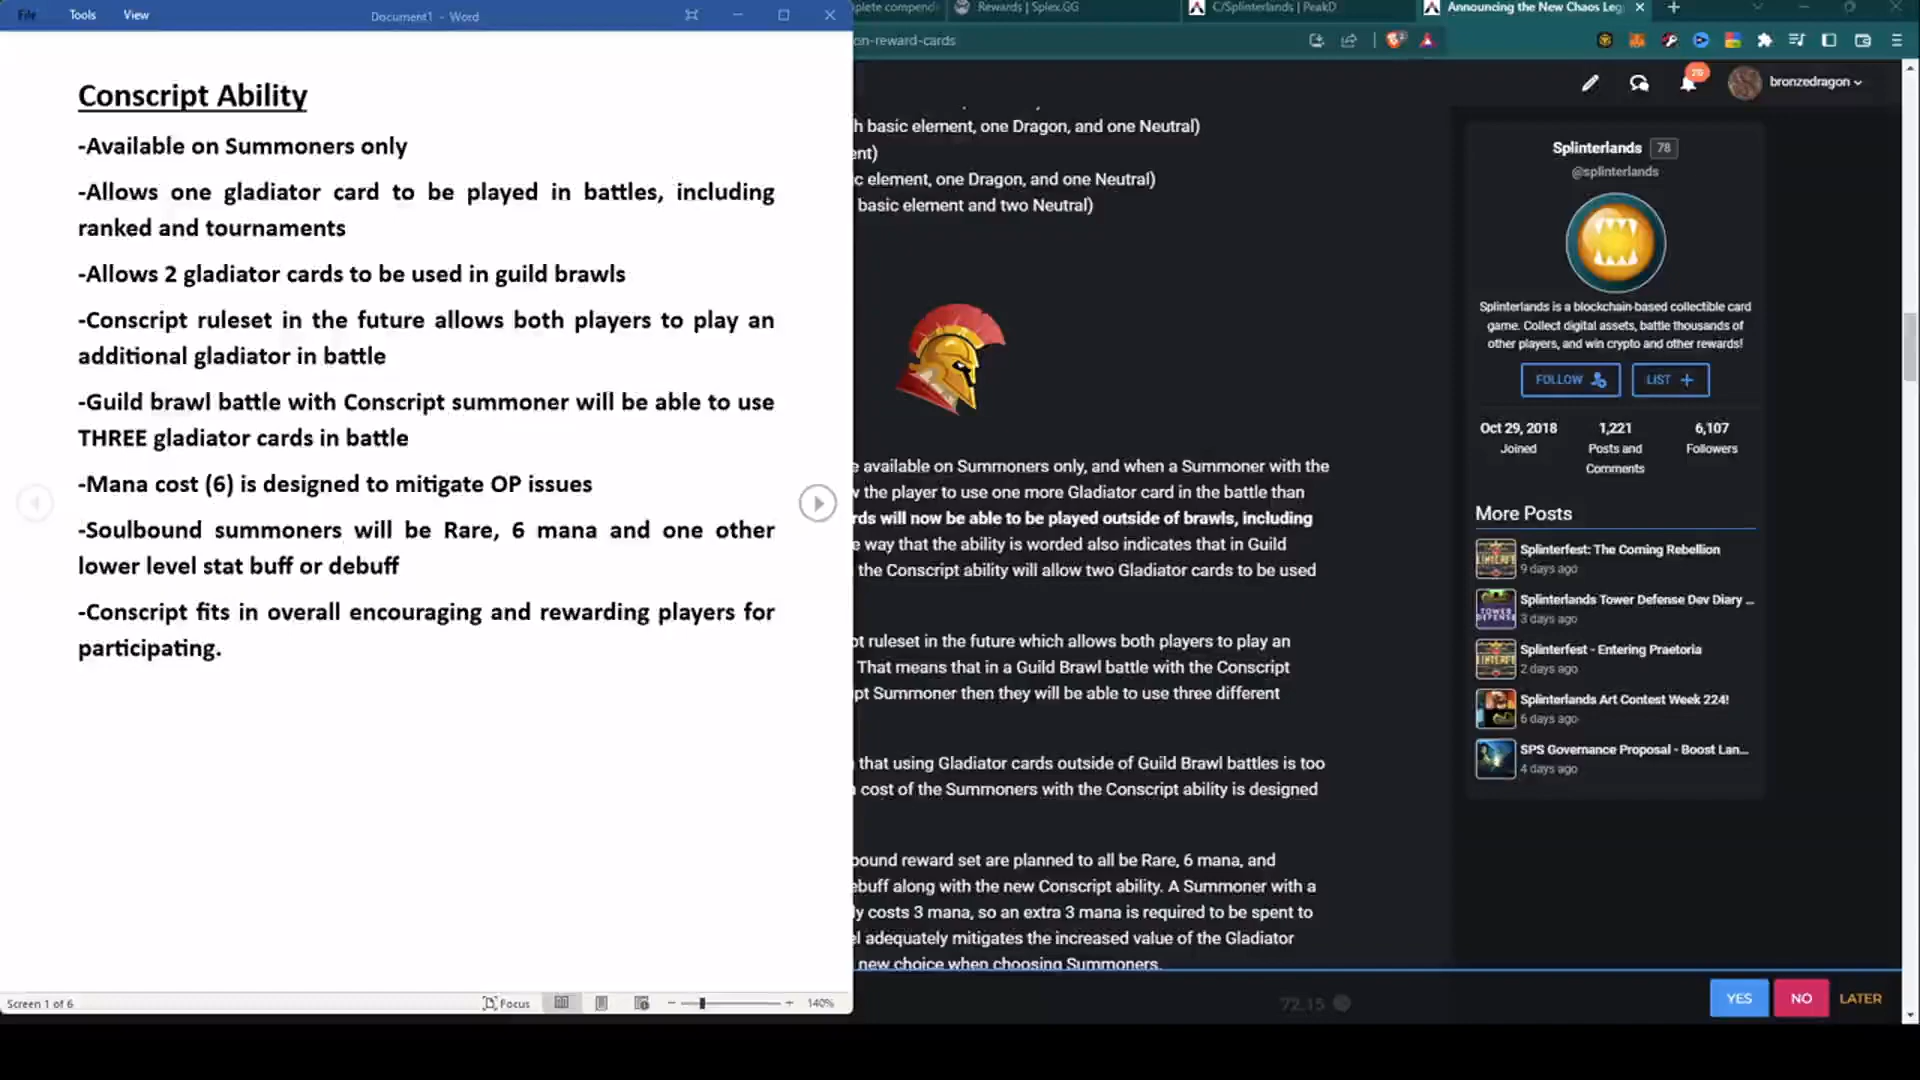 File Tools View Document1 - Word
Conscript Ability
-Available on Summoners only
-Allows one gladiator card to be played in battles, including
ranked and tournaments
-Allows 2 gladiator cards to be used in guild brawls
-Conscript ruleset in the future allows both players to play an
additional gladiator in battle
-Guild brawl battle with Conscript summoner will be able to use
THREE gladiator cards in battle
-Mana cost (6) is designed to mitigate OP issues
-Soulbound summoners will be Rare, 6 mana and one other
lower level stat buff or debuff
-Conscript fits in overall encouraging and rewarding players for
participating.
Screen 1 of 6 Focus 140%
plete compend Rewards | Splex.GG C/Splinterlands | PeakD Announcing the New Chaos Leg
on-reward-cards
bronzedragon
h basic element, one Dragon, and one Neutral)
ent)
c element, one Dragon, and one Neutral)
basic element and two Neutral)
e available on Summoners only, and when a Summoner with the
w the player to use one more Gladiator card in the battle than
rds will now be able to be played outside of brawls, including
e way that the ability is worded also indicates that in Guild
the Conscript ability will allow two Gladiator cards to be used
pt ruleset in the future which allows both players to play an
That means that in a Guild Brawl battle with the Conscript
ipt Summoner then they will be able to use three different
that using Gladiator cards outside of Guild Brawl battles is too
cost of the Summoners with the Conscript ability is designed
bound reward set are planned to all be Rare, 6 mana, and
ebuff along with the new Conscript ability. A Summoner with a
ly costs 3 mana, so an extra 3 mana is required to be spent to
el adequately mitigates the increased value of the Gladiator
new choice when choosing Summoners.
72.15
Splinterlands 78
@splinterlands
Splinterlands is a blockchain-based collectible card
game. Collect digital assets, battle thousands of
other players, and win crypto and other rewards!
FOLLOW LIST
Oct 29, 2018 1,221 6,107
Joined Posts and Followers
Comments
More Posts
Splinterfest: The Coming Rebellion
9 days ago
Splinterlands Tower Defense Dev Diary ...
3 days ago
Splinterfest - Entering Praetoria
2 days ago
Splinterlands Art Contest Week 224!
6 days ago
SPS Governance Proposal - Boost Lan...
4 days ago
YES NO LATER